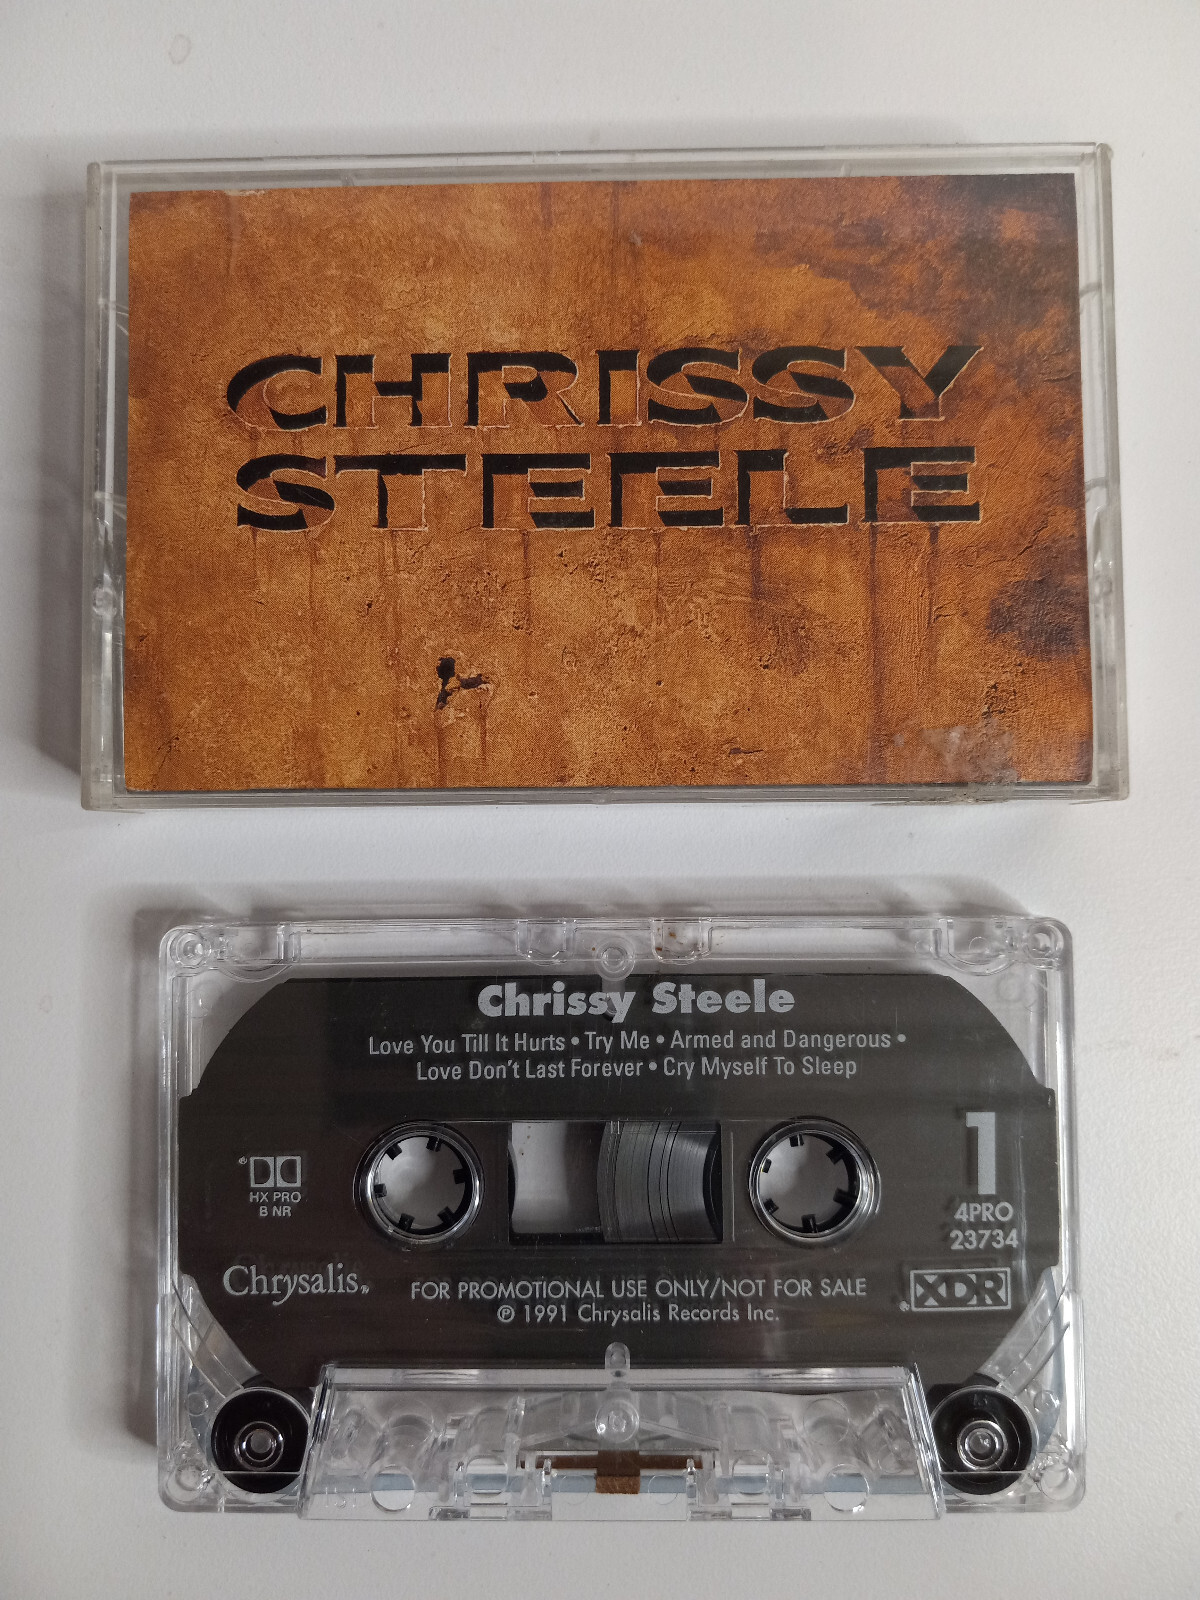 CHRISSY
STEELE
Chrissy Steele
Love You Till It Hurts • Try Me • Armed and Dangerous •
Love Don't Last Forever • Cry Myself To Sleep
1
4PRO
23734
HX PRO
B NR
Chrysalis®
FOR PROMOTIONAL USE ONLY/NOT FOR SALE
℗ 1991 Chrysalis Records Inc.
®XDR